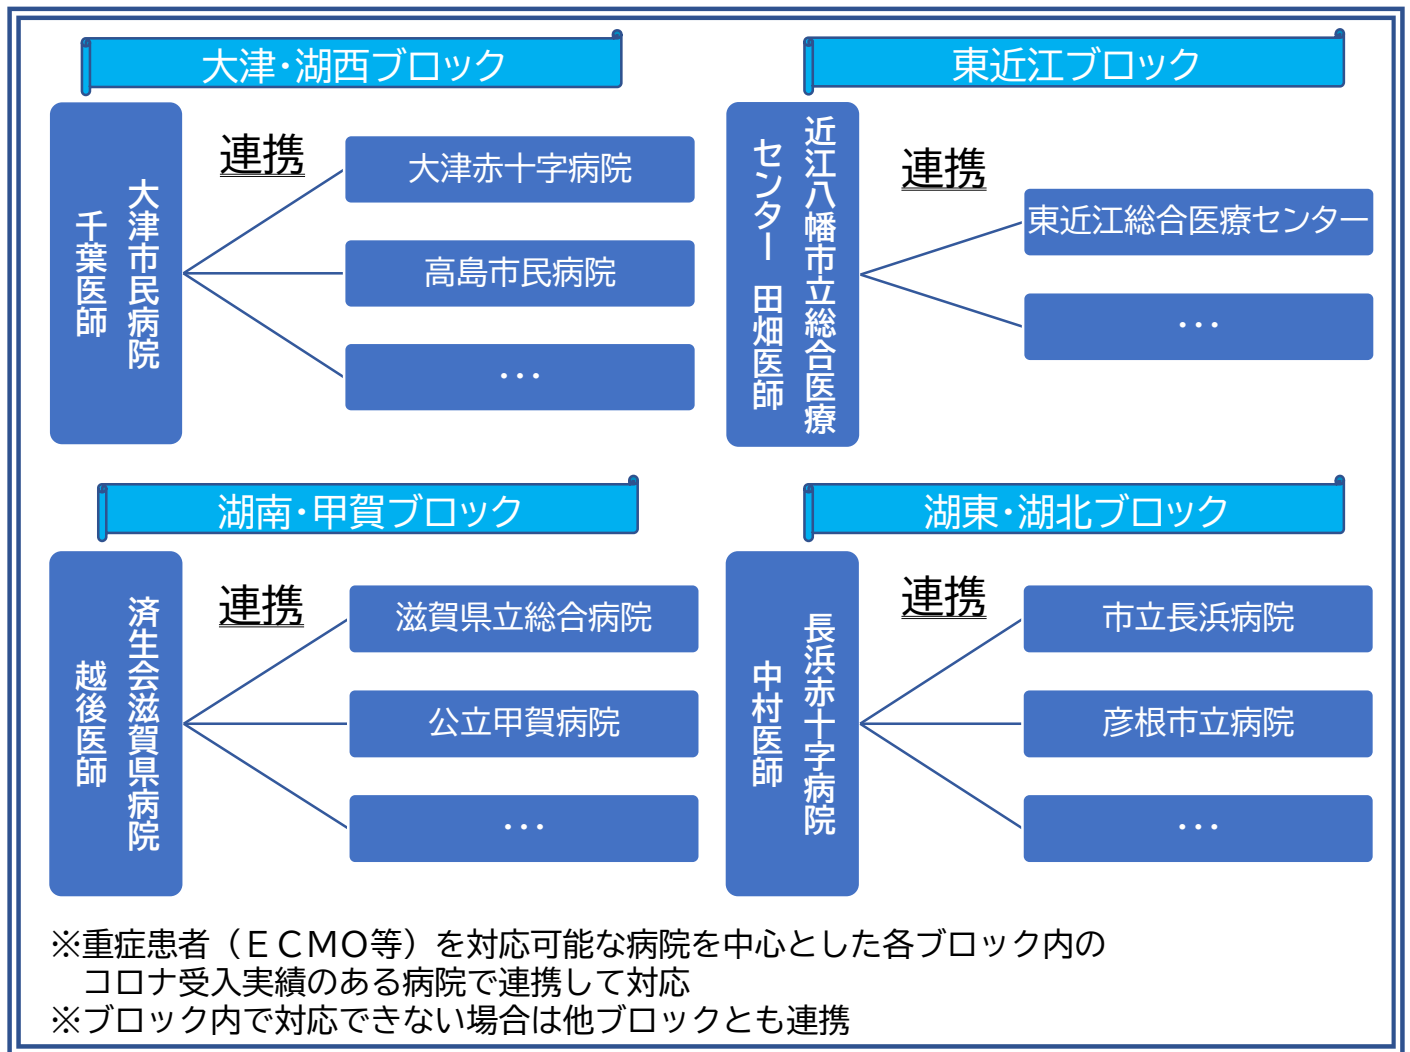 大津・湖西ブロック
大津市民病院
千葉医師
連携
大津赤十字病院
高島市民病院
・・・
東近江ブロック
近江八幡市立総合医療
センター 田畑医師
連携
東近江総合医療センター
・・・
湖南・甲賀ブロック
済生会滋賀県病院
越後医師
連携
滋賀県立総合病院
公立甲賀病院
・・・
湖東・湖北ブロック
長浜赤十字病院
中村医師
連携
市立長浜病院
彦根市立病院
・・・
※重症患者（ＥＣＭＯ等）を対応可能な病院を中心とした各ブロック内の
コロナ受入実績のある病院で連携して対応
※ブロック内で対応できない場合は他ブロックとも連携